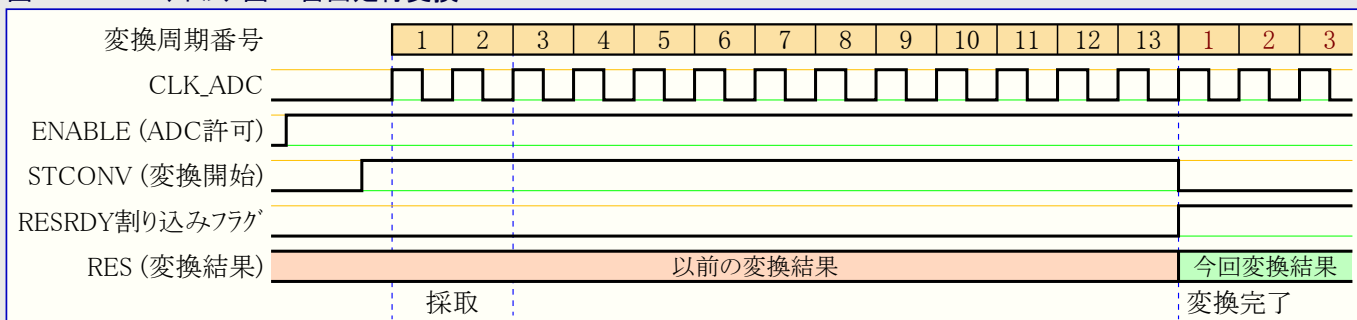 変換周期番号 1 2 3 4 5 6 7 8 9 10 11 12 13 1 2 3
CLK_ADC
ENABLE (ADC許可)
STCONV (変換開始)
RESRDY割り込みフラグ
RES (変換結果) 以前の変換結果 今回変換結果
採取 変換完了